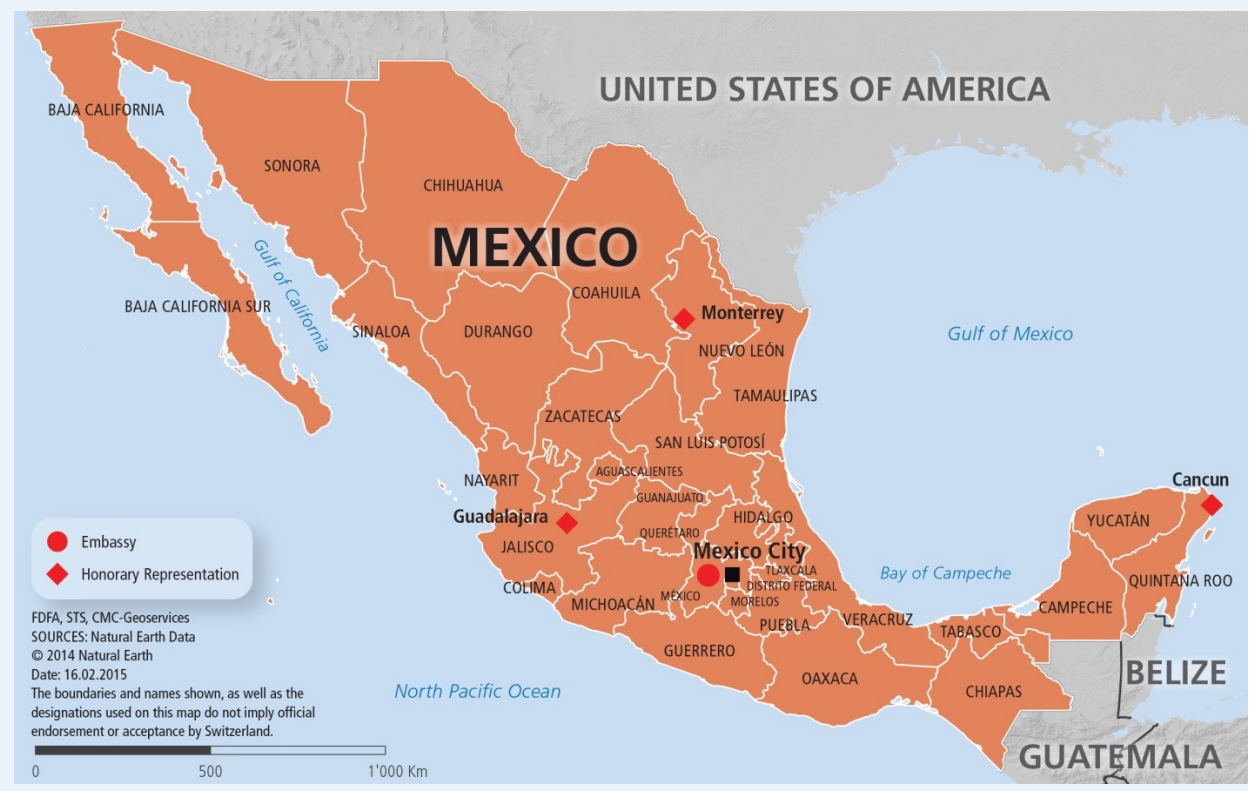 UNITED STATES OF AMERICA
BAJA CALIFORNIA
SONORA
CHIHUAHUA
MEXICO
Gulf of California
COAHUILA
BAJA CALIFORNIA SUR
Monterrey
SINALOA
DURANGO
Gulf of Mexico
NUEVO LEÓN
TAMAULIPAS
ZACATECAS
SAN LUIS POTOSÍ
AGUASCALIENTES
NAYARIT
Cancun
GUANAJUATO
Guadalajara
HIDALGO
YUCATÁN
QUERÉTARO
JALISCO
Mexico City
TLAXCALA
Bay of Campeche
QUINTANA ROO
DISTRITO FEDERAL
COLIMA
MÉXICO
MORELOS
MICHOACÁN
CAMPECHE
PUEBLA
VERACRUZ
TABASCO
GUERRERO
BELIZE
OAXACA
CHIAPAS
North Pacific Ocean
GUATEMALA
Embassy
Honorary Representation
FDFA, STS, CMC-Geoservices
SOURCES: Natural Earth Data
© 2014 Natural Earth
Date: 16.02.2015
The boundaries and names shown, as well as the
designations used on this map do not imply official
endorsement or acceptance by Switzerland.
0 500 1'000 Km